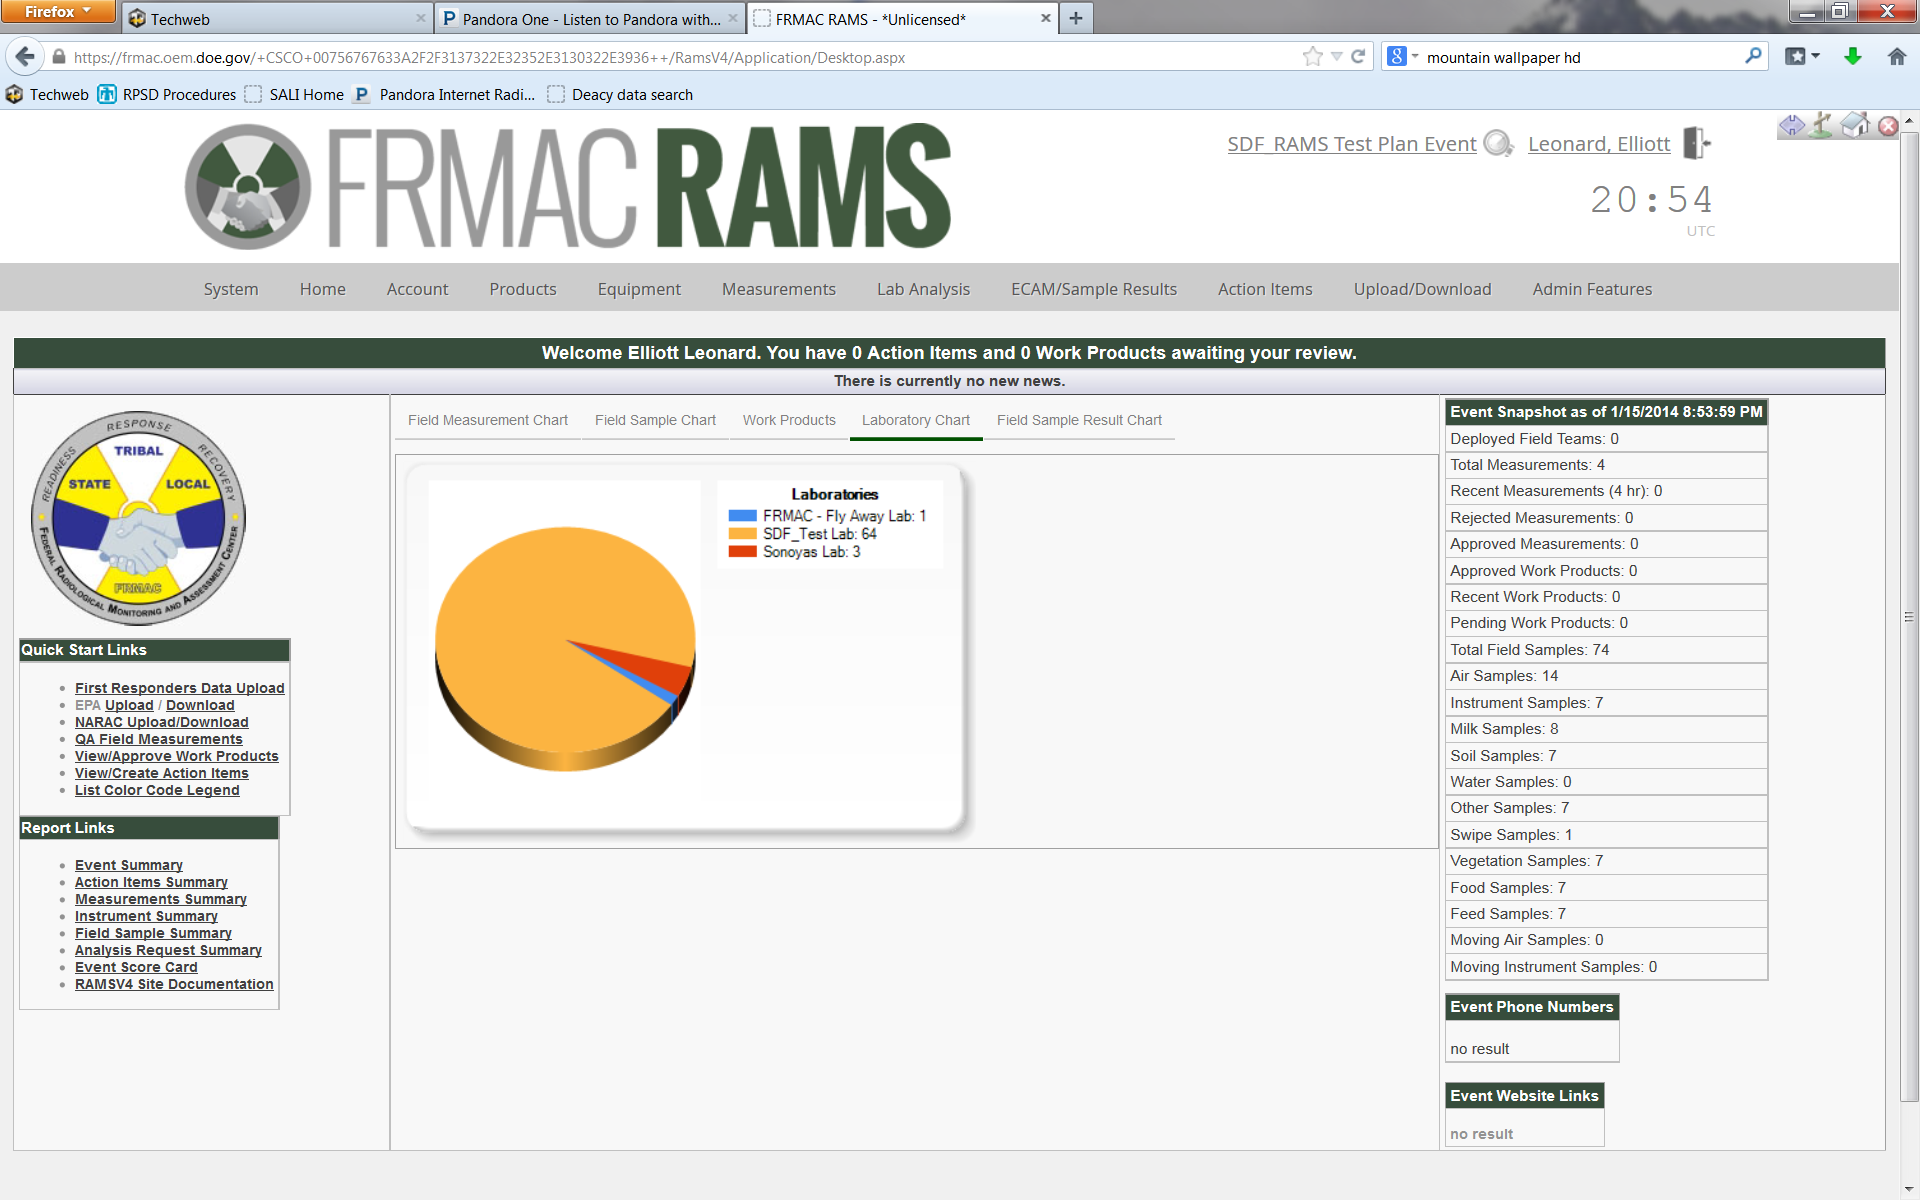 Firefox
Techweb
Pandora One - Listen to Pandora with...
FRMAC RAMS - *Unlicensed*
https://frmac.oem.doe.gov/+CSCO+00756767633A2F2F3137322E32352E3130322E3936++/RamsV4/Application/Desktop.aspx
mountain wallpaper hd
Techweb
RPSD Procedures
SALI Home
Pandora Internet Radi...
Deacy data search
FRMAC RAMS
SDF_RAMS Test Plan Event
Leonard, Elliott
20:54
UTC
System
Home
Account
Products
Equipment
Measurements
Lab Analysis
ECAM/Sample Results
Action Items
Upload/Download
Admin Features
Welcome Elliott Leonard. You have 0 Action Items and 0 Work Products awaiting your review.
There is currently no new news.
READINESS RESPONSE RECOVERY
TRIBAL
STATE
LOCAL
FRMAC
FEDERAL RADIOLOGICAL MONITORING AND ASSESSMENT CENTER
Quick Start Links
First Responders Data Upload
EPA Upload / Download
NARAC Upload/Download
QA Field Measurements
View/Approve Work Products
View/Create Action Items
List Color Code Legend
Report Links
Event Summary
Action Items Summary
Measurements Summary
Instrument Summary
Field Sample Summary
Analysis Request Summary
Event Score Card
RAMSV4 Site Documentation
Field Measurement Chart
Field Sample Chart
Work Products
Laboratory Chart
Field Sample Result Chart
Laboratories
FRMAC - Fly Away Lab: 1
SDF_Test Lab: 64
Sonoyas Lab: 3
Event Snapshot as of 1/15/2014 8:53:59 PM
Deployed Field Teams: 0
Total Measurements: 4
Recent Measurements (4 hr): 0
Rejected Measurements: 0
Approved Measurements: 0
Approved Work Products: 0
Recent Work Products: 0
Pending Work Products: 0
Total Field Samples: 74
Air Samples: 14
Instrument Samples: 7
Milk Samples: 8
Soil Samples: 7
Water Samples: 0
Other Samples: 7
Swipe Samples: 1
Vegetation Samples: 7
Food Samples: 7
Feed Samples: 7
Moving Air Samples: 0
Moving Instrument Samples: 0
Event Phone Numbers
no result
Event Website Links
no result